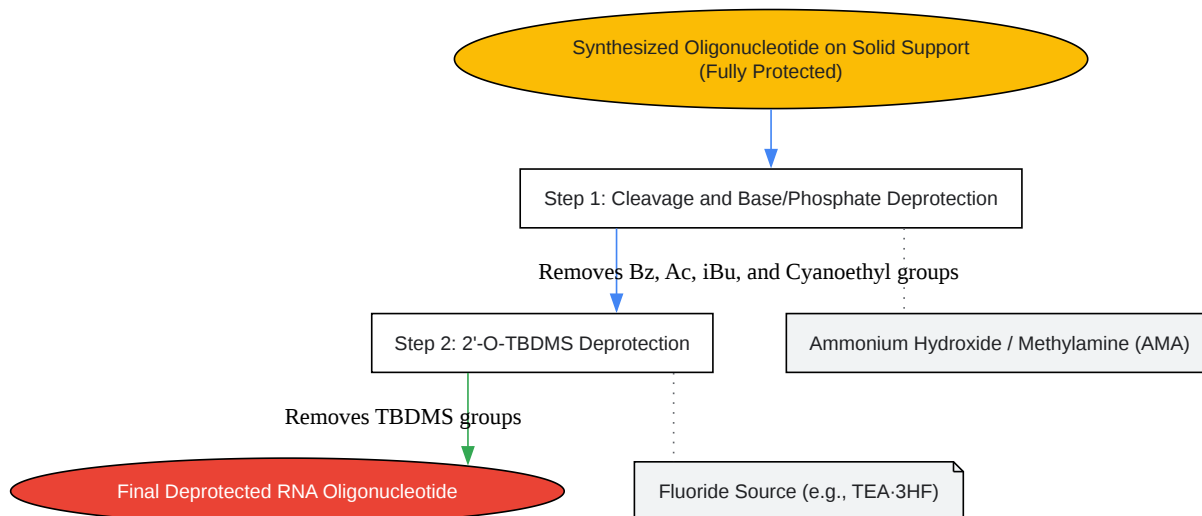 Synthesized Oligonucleotide on Solid Support
(Fully Protected)
Step 1: Cleavage and Base/Phosphate Deprotection
Removes Bz, Ac, iBu, and Cyanoethyl groups
Step 2: 2'-O-TBDMS Deprotection
Ammonium Hydroxide / Methylamine (AMA)
Removes TBDMS groups
Final Deprotected RNA Oligonucleotide
Fluoride Source (e.g., TEA·3HF)